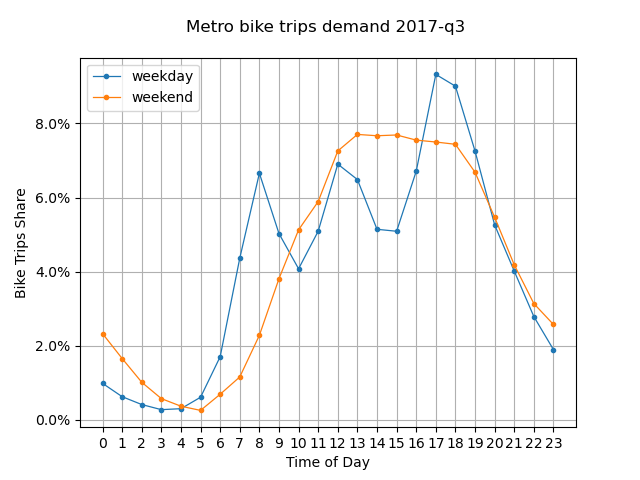 Metro bike trips demand 2017-q3
weekday
weekend
Bike Trips Share
8.0%
6.0%
4.0%
2.0%
0.0%
0 1 2 3 4 5 6 7 8 9 10 11 12 13 14 15 16 17 18 19 20 21 22 23
Time of Day